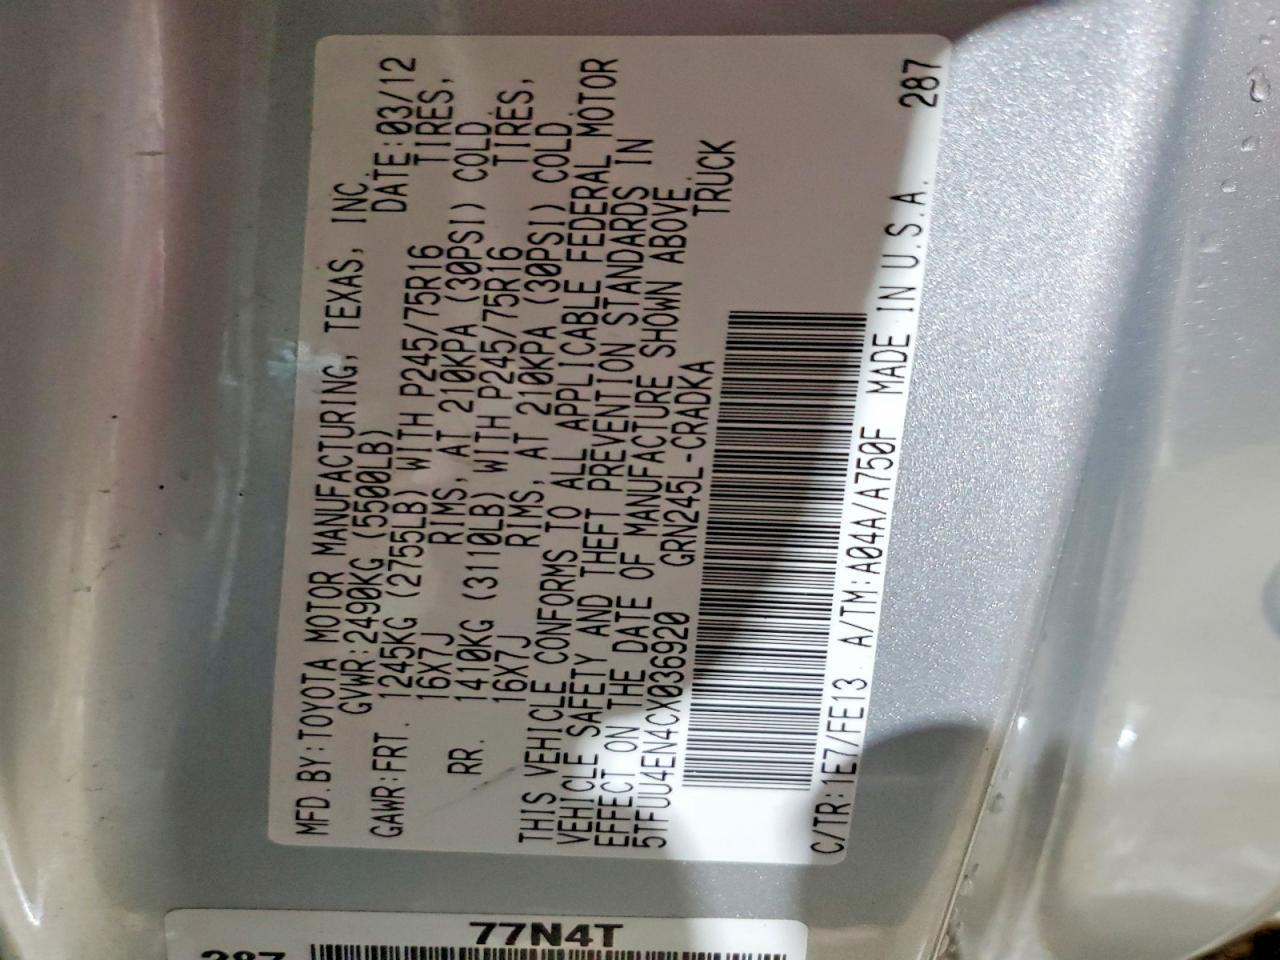 MFD.BY:TOYOTA MOTOR MANUFACTURING, TEXAS, INC.
GVWR:2490KG (5500LB) DATE:03/12
GAWR:FRT. 1245KG (2755LB) WITH P245/75R16 TIRES,
16X7J RIMS, AT 210KPA (30PSI) COLD
RR. 1410KG (3110LB) WITH P245/75R16 TIRES,
16X7J RIMS, AT 210KPA (30PSI) COLD
THIS VEHICLE CONFORMS TO ALL APPLICABLE FEDERAL MOTOR
VEHICLE SAFETY AND THEFT PREVENTION STANDARDS IN
EFFECT ON THE DATE OF MANUFACTURE SHOWN ABOVE.
5TFUU4EN4CX036920 GRN245L-CRADKA TRUCK
C/TR:1E7/FE13 A/TM:A04A/A750F MADE IN U.S.A. 287
77N4T
287